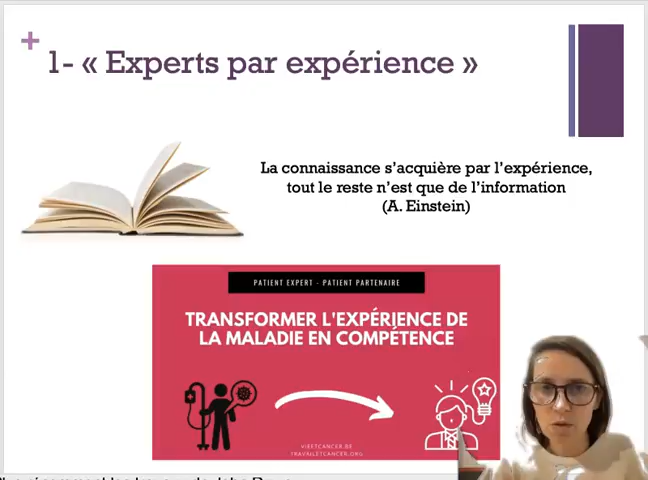 1- « Experts par expérience »
La connaissance s'acquière par l'expérience,
tout le reste n'est que de l'information
(A. Einstein)
PATIENT EXPERT - PATIENT PARTENAIRE
TRANSFORMER L'EXPÉRIENCE DE
LA MALADIE EN COMPÉTENCE
VIEETCANCER.BE
TRAVAILETCANCER.ORG